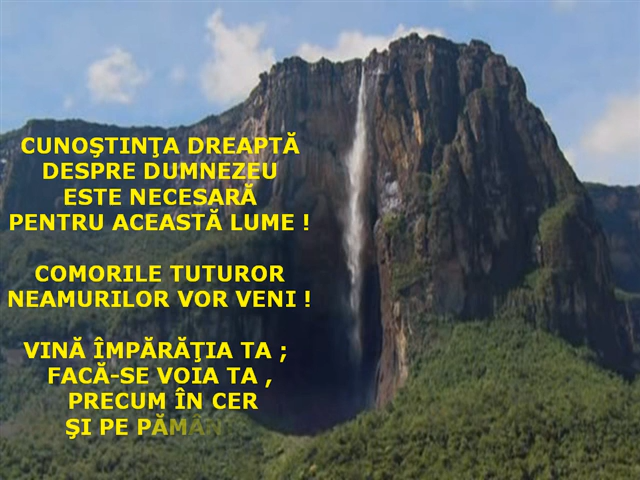 CUNOŞTINŢA DREAPTĂ
DESPRE DUMNEZEU
ESTE NECESARĂ
PENTRU ACEASTĂ LUME !
COMORILE TUTUROR
NEAMURILOR VOR VENI !
VINĂ ÎMPĂRĂŢIA TA ;
FACĂ-SE VOIA TA ,
PRECUM ÎN CER
ŞI PE PĂMÂN